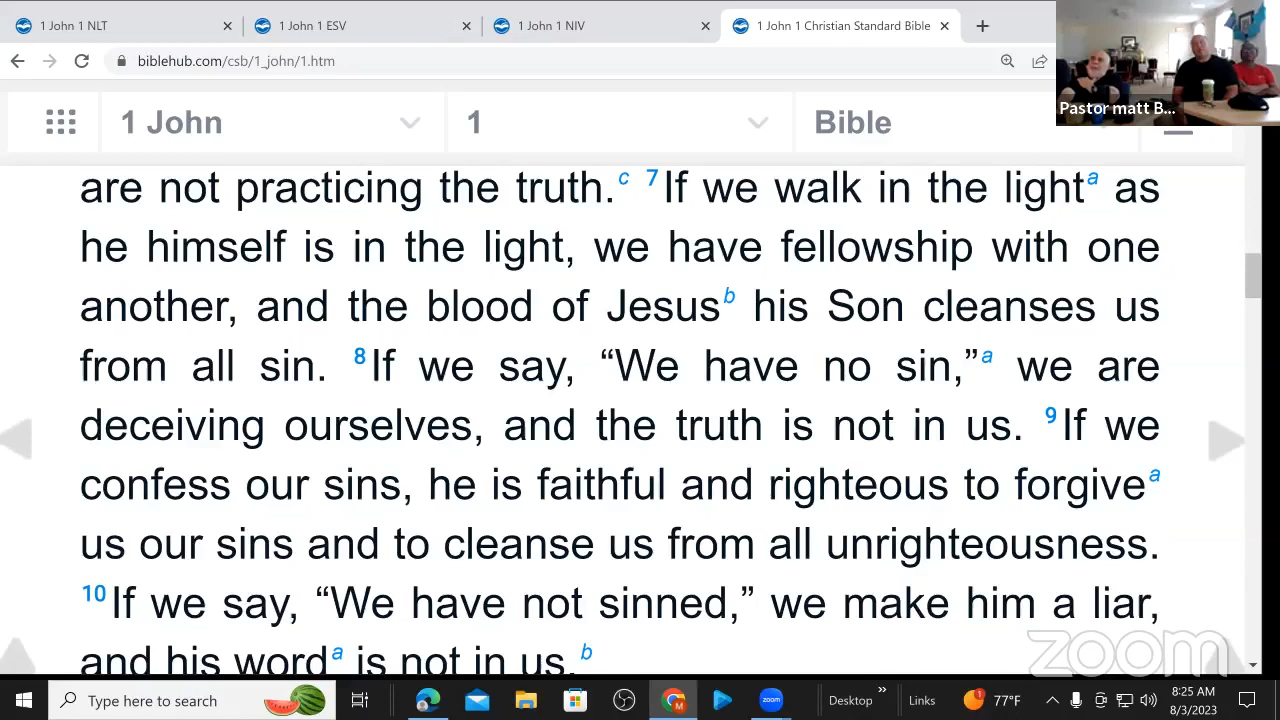 1 John 1 NLT
1 John 1 ESV
1 John 1 NIV
1 John 1 Christian Standard Bible
biblehub.com/csb/1_john/1.htm
Pastor matt B...
1 John
1
Bible
are not practicing the truth.c 7If we walk in the lighta as
he himself is in the light, we have fellowship with one
another, and the blood of Jesusb his Son cleanses us
from all sin. 8If we say, “We have no sin,”a we are
deceiving ourselves, and the truth is not in us. 9If we
confess our sins, he is faithful and righteous to forgivea
us our sins and to cleanse us from all unrighteousness.
10If we say, “We have not sinned,” we make him a liar,
and his worda is not in us.b
zoom
Type here to search
M
zoom
Desktop
»
Links
1
77°F
8:25 AM
8/3/2023